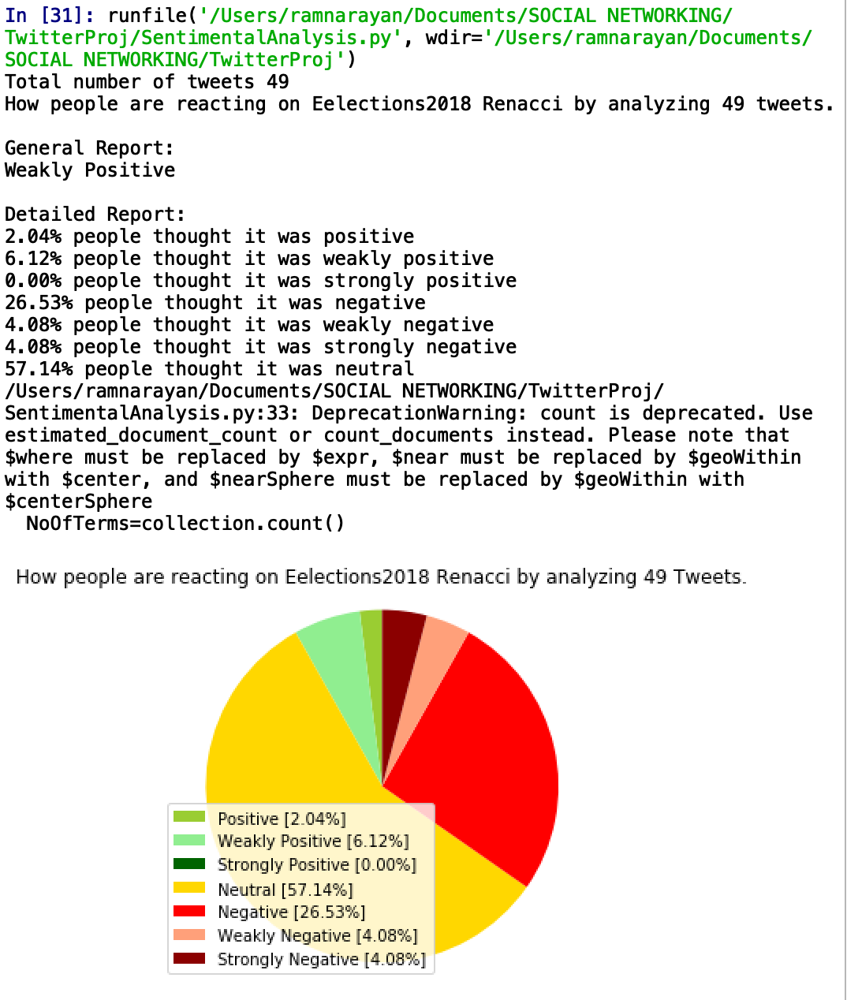 In [31]: runfile('/Users/ramnarayan/Documents/SOCIAL NETWORKING/
TwitterProj/SentimentalAnalysis.py', wdir='/Users/ramnarayan/Documents/
SOCIAL NETWORKING/TwitterProj')
Total number of tweets 49
How people are reacting on Eelections2018 Renacci by analyzing 49 tweets.
General Report:
Weakly Positive
Detailed Report:
2.04% people thought it was positive
6.12% people thought it was weakly positive
0.00% people thought it was strongly positive
26.53% people thought it was negative
4.08% people thought it was weakly negative
4.08% people thought it was strongly negative
57.14% people thought it was neutral
/Users/ramnarayan/Documents/SOCIAL NETWORKING/TwitterProj/
SentimentalAnalysis.py:33: DeprecationWarning: count is deprecated. Use
estimated_document_count or count_documents instead. Please note that
$where must be replaced by $expr, $near must be replaced by $geoWithin
with $center, and $nearSphere must be replaced by $geoWithin with
$centerSphere
  NoOfTerms=collection.count()
How people are reacting on Eelections2018 Renacci by analyzing 49 Tweets.
Positive [2.04%]
Weakly Positive [6.12%]
Strongly Positive [0.00%]
Neutral [57.14%]
Negative [26.53%]
Weakly Negative [4.08%]
Strongly Negative [4.08%]